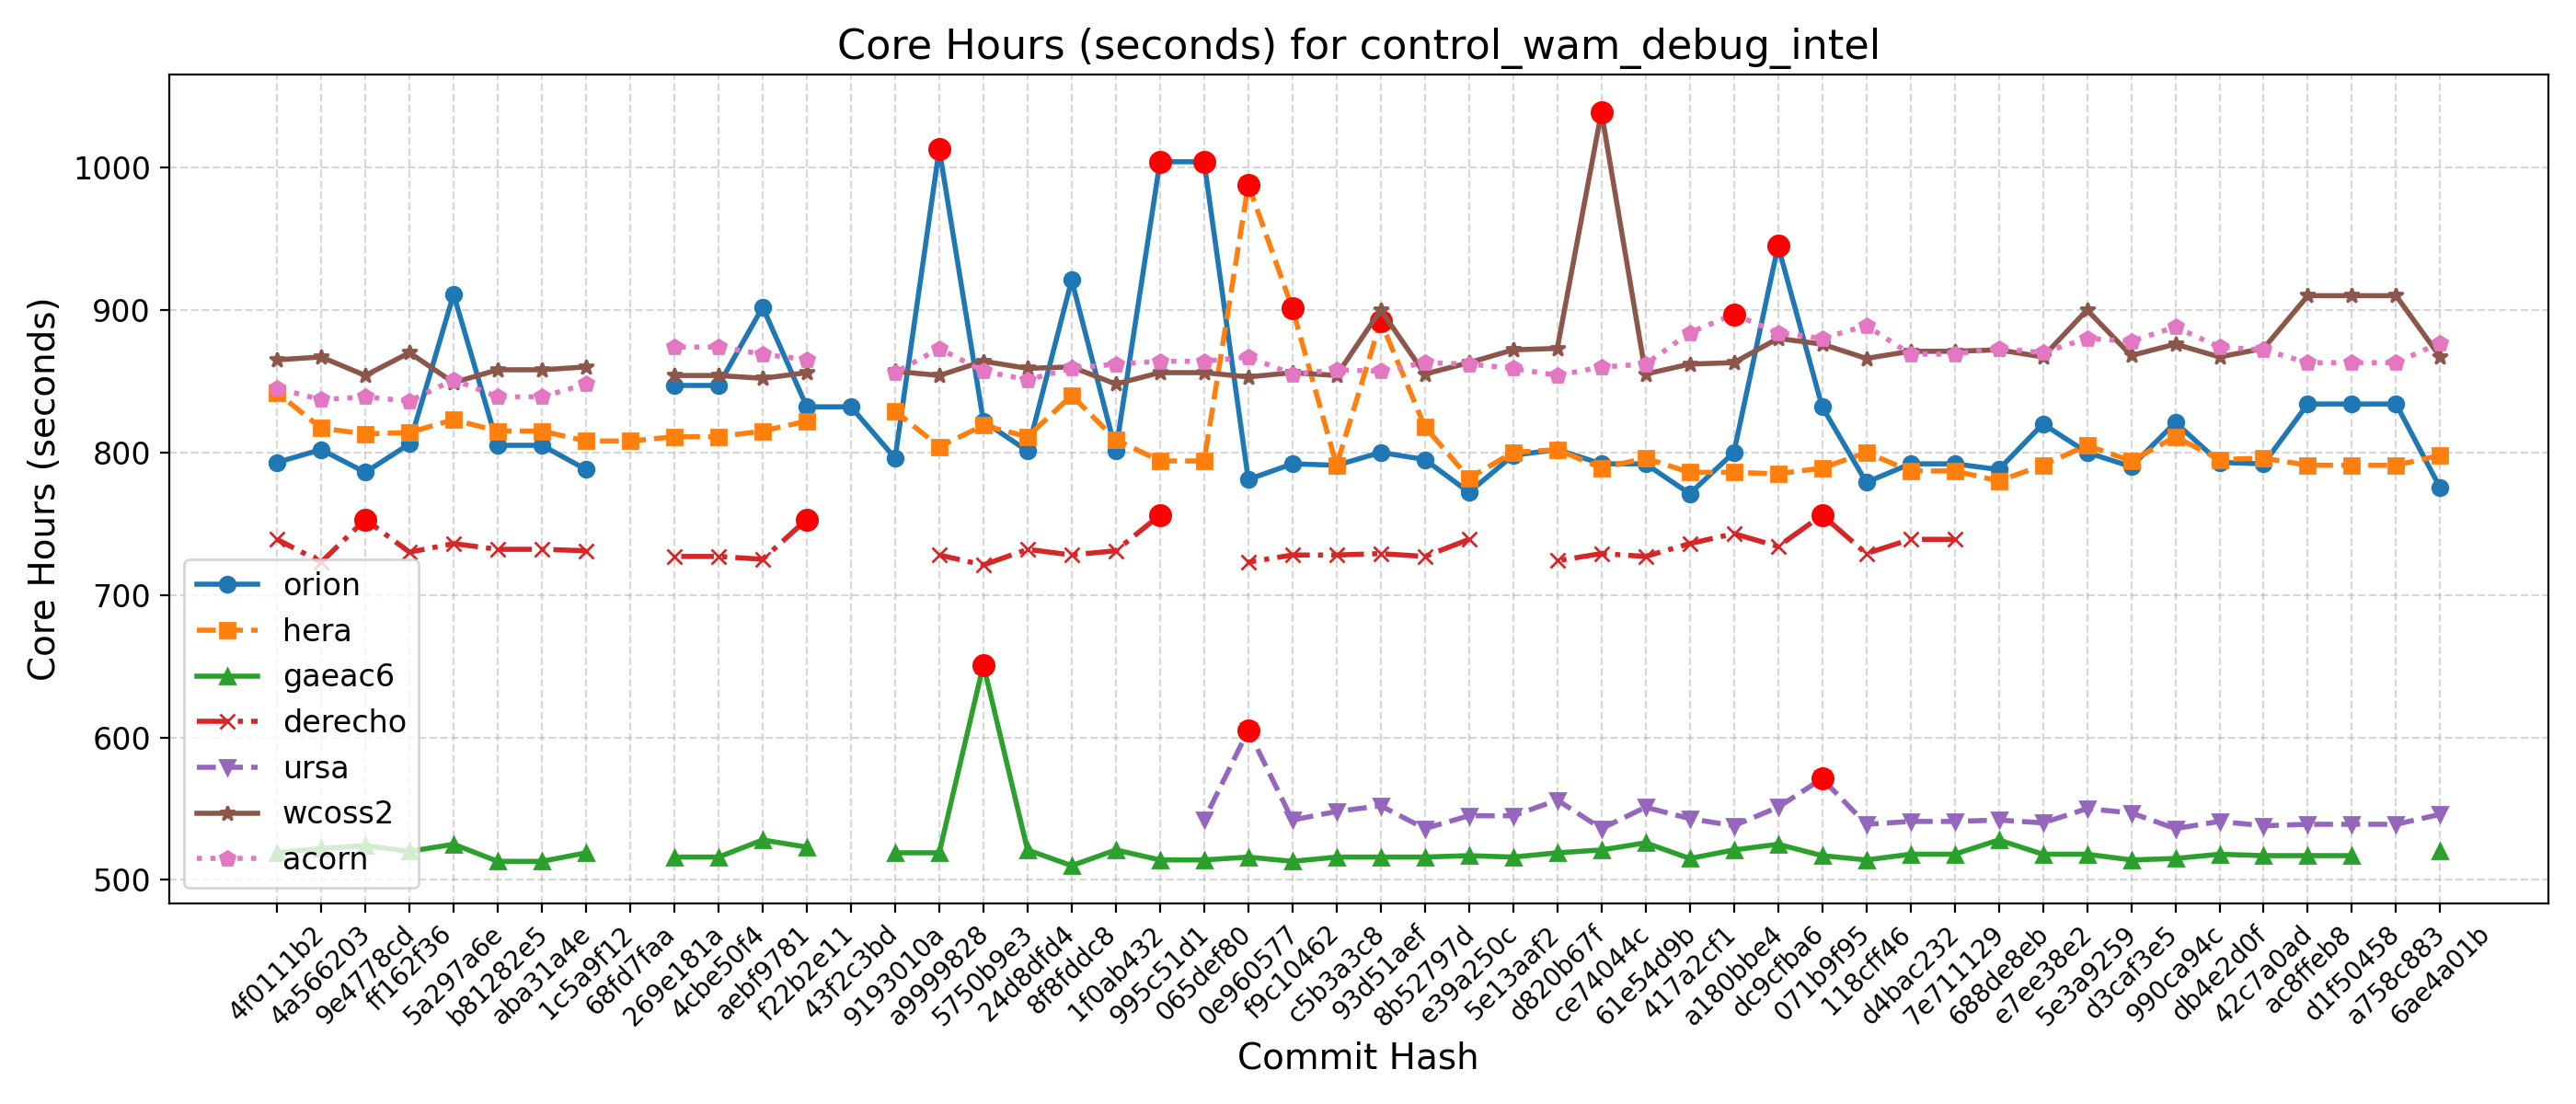 Core Hours (seconds) for control_wam_debug_intel
Core Hours (seconds)
1000
900
800
700
600
500
orion
hera
gaeac6
derecho
ursa
wcoss2
acorn
4f0111b2
4a566203
9e4778cd
ff162f36
5a297a6e
b81282e5
aba31a4e
1c5a9f12
68fd7faa
269e181a
4cbe50f4
aebf9781
f22b2e11
43f2c3bd
9193010a
a9999828
5750b9e3
24d8dfd4
8f8fddc8
1f0ab432
995c51d1
065def80
0e960577
f9c10462
c5b3a3c8
93d51aef
8b52797d
e39a250c
5e13aaf2
d820b67f
ce74044c
61e54d9b
417a2cf1
a180bbe4
dc9cfba6
071b9f95
118cff46
d4bac232
7e711129
688de8eb
e7ee38e2
5e3a9259
d3caf3e5
990ca94c
db4e2d0f
42c7a0ad
ac8ffeb8
d1f50458
a758c883
6ae4a01b
Commit Hash